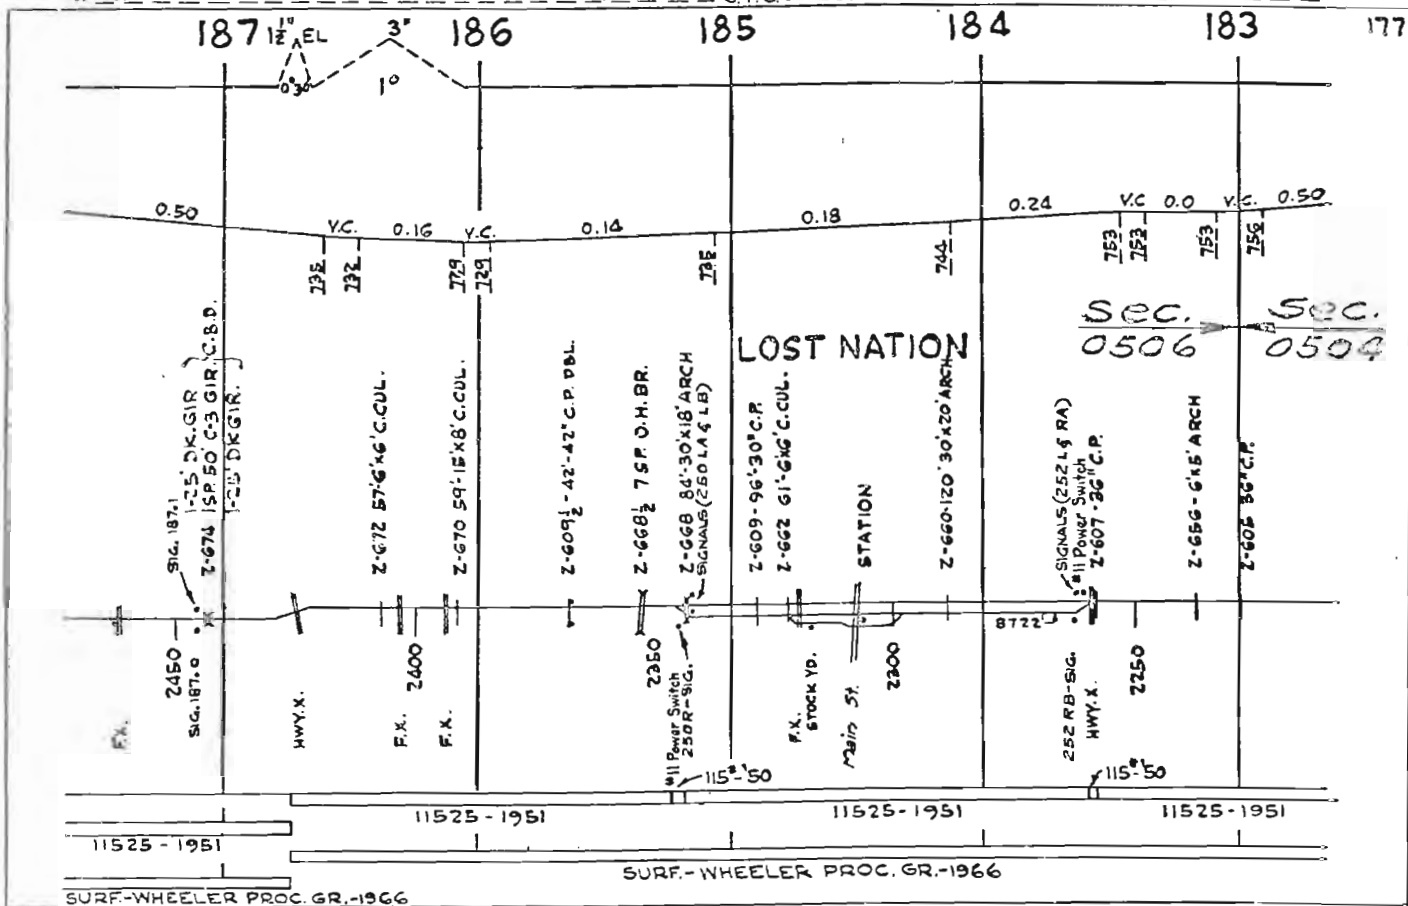 187 1½" EL 3" 186 185 184 183 177
0°30' 1°
0.50 V.C. 0.16 V.C. 0.14 0.18 0.24 V.C 0.0 V.C. 0.50
735 732 729 729 735 744 753 753 753 756
Sec. 0506
Sec. 0504
LOST NATION
SIG. 187.1
1-25' DK.GIR
Z-674 1SP. 50' C-3 GIR. C.B.D.
1-25' DK GIR.
Z-672 57'-6'x6' C.CUL.
Z-670 59'-15'x8' C.CUL.
Z-609½-42'-42" C.P. DBL.
Z-668½ 7 SP. O.H. BR.
Z-668 84'-30'x18' ARCH
SIGNALS (250 LA & LB)
Z-609-96'-30" C.P.
Z-662 61'-6'x6' C.CUL.
STATION
Z-660-120' 30'x20' ARCH
SIGNALS (252 L & RA)
#11 Power Switch
Z-607-36" C.P.
Z-656-6'x5' ARCH
Z-606 36" C.P.
8722
F.X.
2450
SIG. 187.0
HWY.X.
F.X.
2400
F.X.
2350
#11 Power Switch
250R-SIG.
F.X.
STOCK YD.
Main St.
2300
252 RB-SIG.
HWY.X.
2250
115#-'50 115#-'50
11525-1951 11525-1951 11525-1951
11525-1951
SURF.-WHEELER PROC. GR.-1966
SURF.-WHEELER PROC. GR.-1966